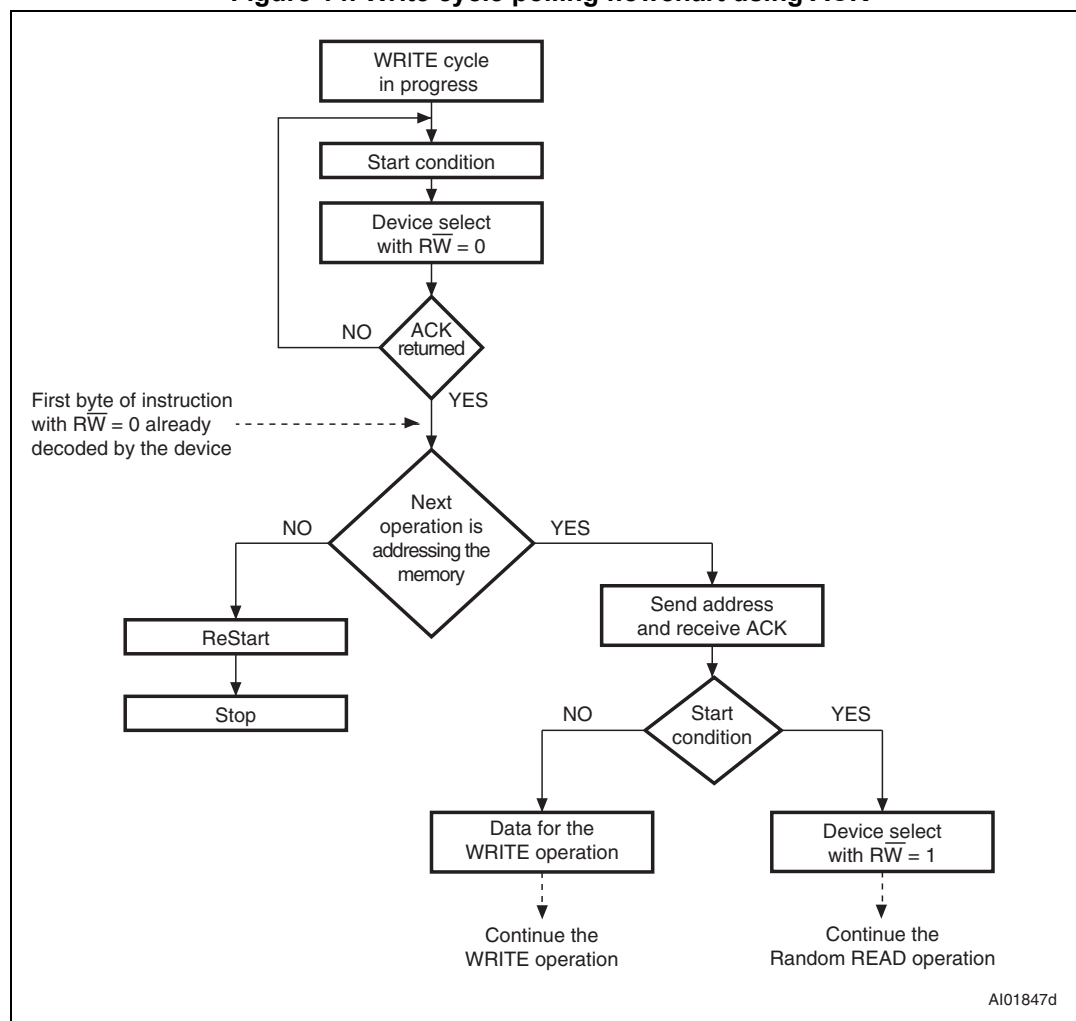 WRITE cycle
in progress
Start condition
Device select
with RW̅ = 0
NO
ACK
returned
YES
First byte of instruction
with RW̅ = 0 already
decoded by the device
Next
operation is
addressing the
memory
NO
YES
Send address
and receive ACK
ReStart
Stop
NO
Start
condition
YES
Data for the
WRITE operation
Device select
with RW̅ = 1
Continue the
WRITE operation
Continue the
Random READ operation
AI01847d